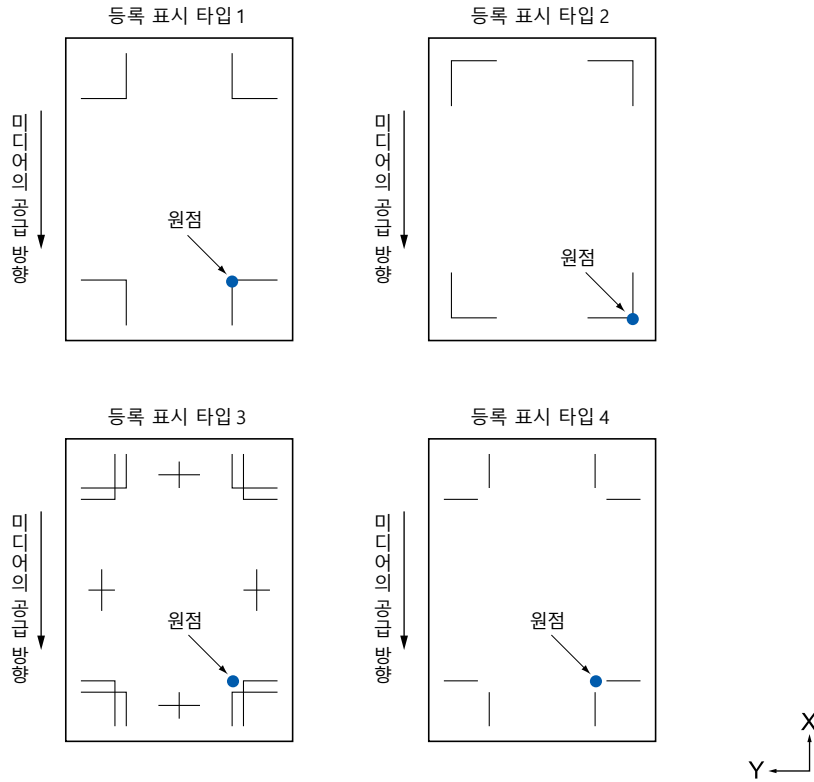 등록 표시 타입 1
등록 표시 타입 2
미디어의 공급 방향
원점
미디어의 공급 방향
원점
등록 표시 타입 3
등록 표시 타입 4
미디어의 공급 방향
원점
미디어의 공급 방향
원점
X
Y